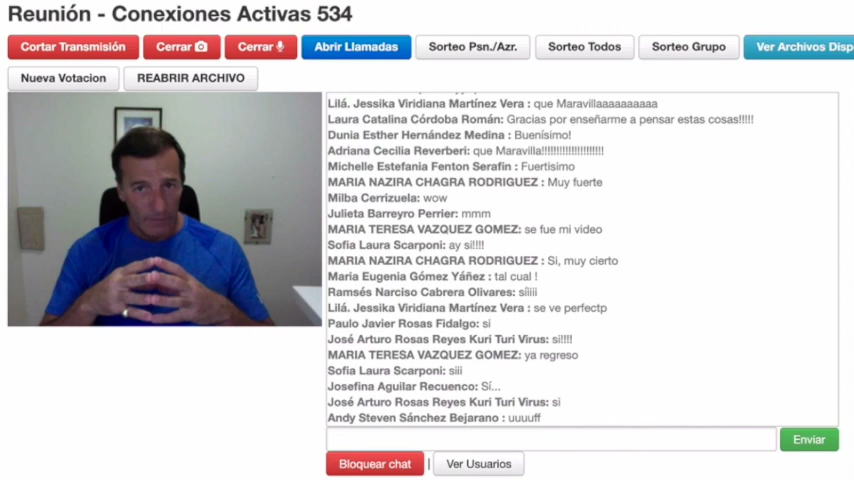 Reunión - Conexiones Activas 534
Cortar Transmisión Cerrar Cerrar Abrir Llamadas Sorteo Psn./Azr. Sorteo Todos Sorteo Grupo Ver Archivos Disp
Nueva Votacion REABRIR ARCHIVO
Lilá. Jessika Viridiana Martínez Vera : que Maravillaaaaaaaaaa
Laura Catalina Córdoba Román: Gracias por enseñarme a pensar estas cosas!!!!!
Dunia Esther Hernández Medina : Buenísimo!
Adriana Cecilia Reverberi: que Maravilla!!!!!!!!!!!!!!!!!!!!!!
Michelle Estefania Fenton Serafin : Fuertisimo
MARIA NAZIRA CHAGRA RODRIGUEZ : Muy fuerte
Milba Cerrizuela: wow
Julieta Barreyro Perrier: mmm
MARIA TERESA VAZQUEZ GOMEZ: se fue mi video
Sofia Laura Scarponi: ay si!!!!
MARIA NAZIRA CHAGRA RODRIGUEZ : Si, muy cierto
Maria Eugenia Gómez Yáñez : tal cual !
Ramsés Narciso Cabrera Olivares: síiiii
Lilá. Jessika Viridiana Martínez Vera : se ve perfectp
Paulo Javier Rosas Fidalgo: si
José Arturo Rosas Reyes Kuri Turi Virus: si!!!!
MARIA TERESA VAZQUEZ GOMEZ: ya regreso
Sofia Laura Scarponi: siii
Josefina Aguilar Recuenco: Sí...
José Arturo Rosas Reyes Kuri Turi Virus: si
Andy Steven Sánchez Bejarano : uuuuff
Enviar
Bloquear chat | Ver Usuarios